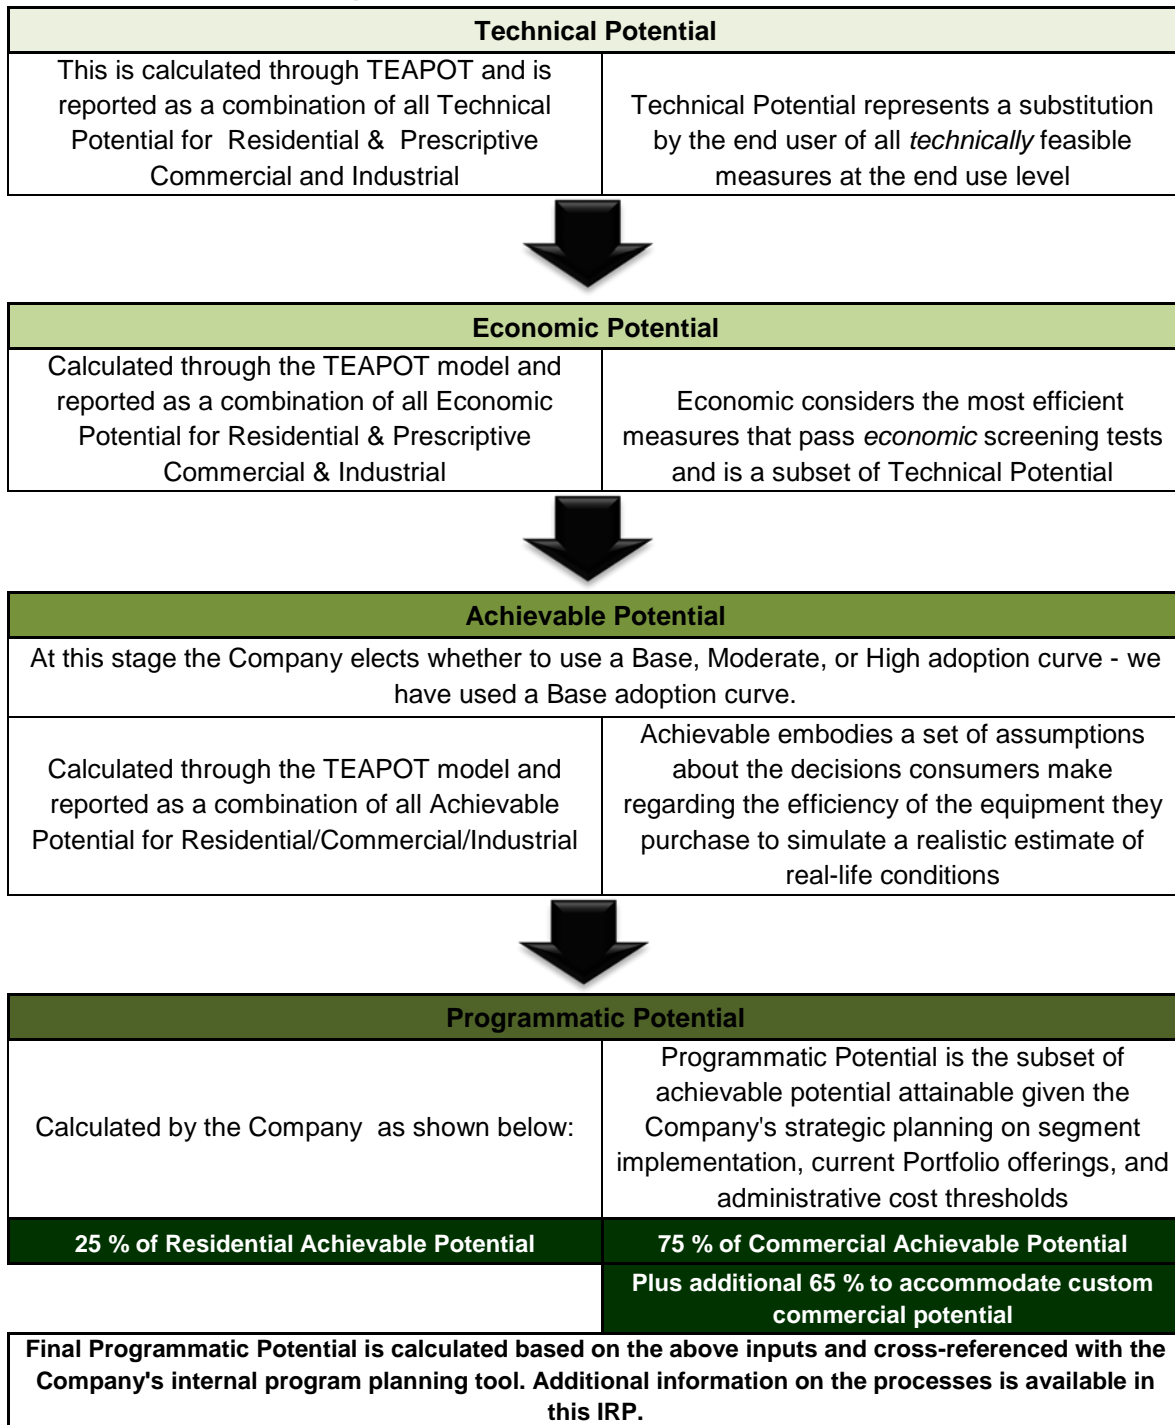 Technical Potential
This is calculated through TEAPOT and is
reported as a combination of all Technical
Potential for Residential & Prescriptive
Commercial and Industrial
Technical Potential represents a substitution
by the end user of all technically feasible
measures at the end use level
Economic Potential
Calculated through the TEAPOT model and
reported as a combination of all Economic
Potential for Residential & Prescriptive
Commercial & Industrial
Economic considers the most efficient
measures that pass economic screening tests
and is a subset of Technical Potential
Achievable Potential
At this stage the Company elects whether to use a Base, Moderate, or High adoption curve - we
have used a Base adoption curve.
Calculated through the TEAPOT model and
reported as a combination of all Achievable
Potential for Residential/Commercial/Industrial
Achievable embodies a set of assumptions
about the decisions consumers make
regarding the efficiency of the equipment they
purchase to simulate a realistic estimate of
real-life conditions
Programmatic Potential
Calculated by the Company as shown below:
Programmatic Potential is the subset of
achievable potential attainable given the
Company's strategic planning on segment
implementation, current Portfolio offerings, and
administrative cost thresholds
25 % of Residential Achievable Potential
75 % of Commercial Achievable Potential
Plus additional 65 % to accommodate custom
commercial potential
Final Programmatic Potential is calculated based on the above inputs and cross-referenced with the
Company's internal program planning tool. Additional information on the processes is available in
this IRP.